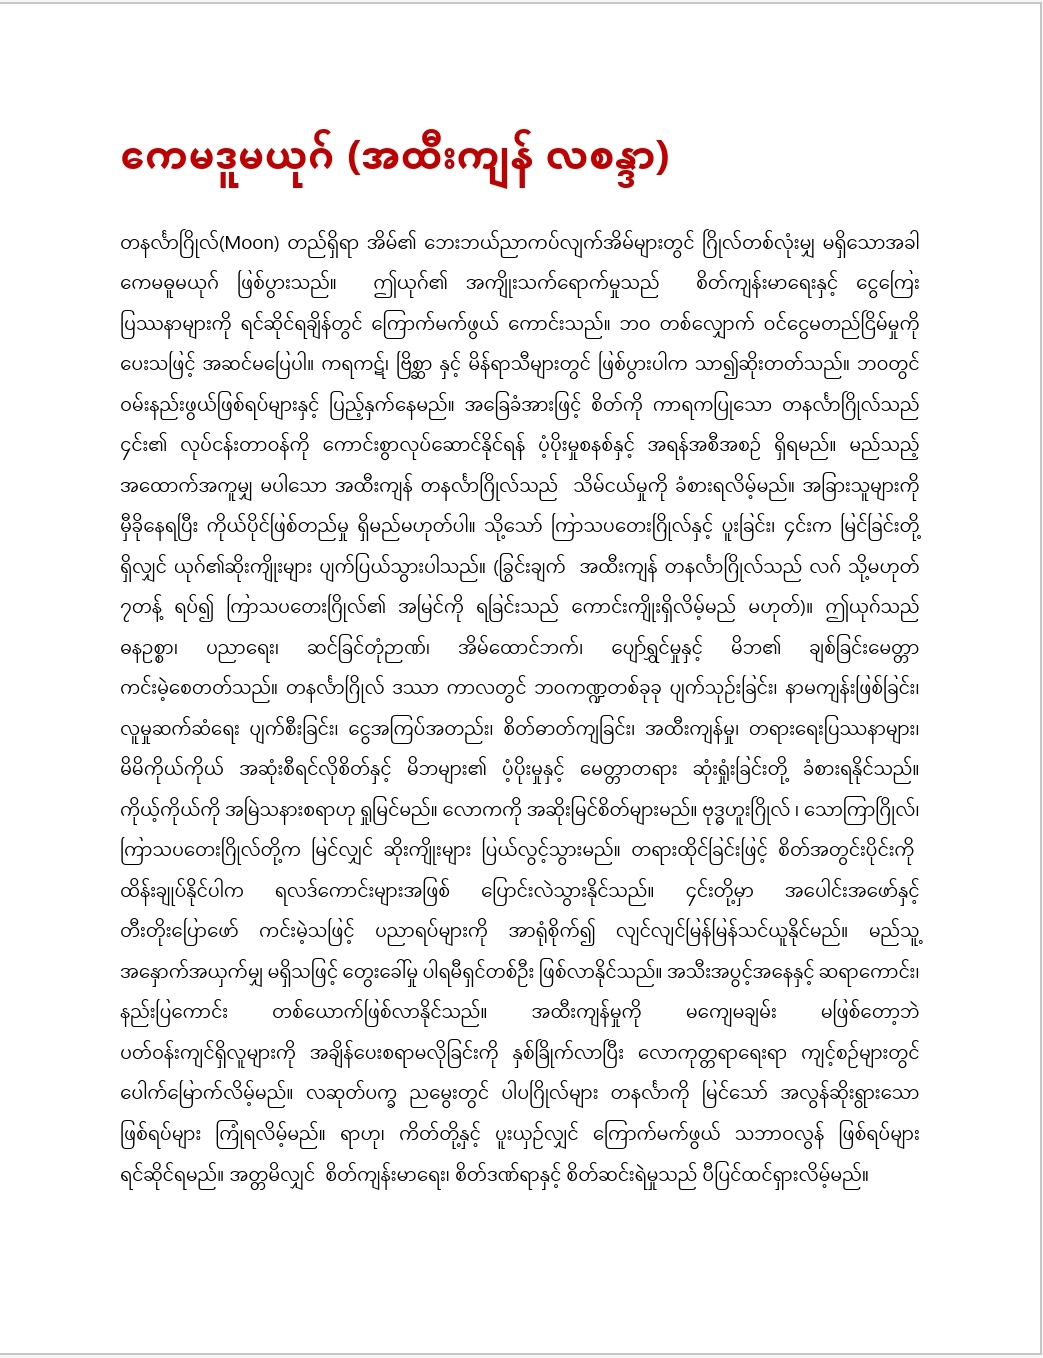 ကေမဒူမယုဂ် (အထီးကျန် လစန္ဒာ)
တနင်္လာဂြိုလ်(Moon) တည်ရှိရာ အိမ်၏ ဘေးဘယ်ညာကပ်လျက်အိမ်များတွင် ဂြိုလ်တစ်လုံးမျှ မရှိသောအခါ
ကေမဓူမယုဂ် ဖြစ်ပွားသည်။ ဤယုဂ်၏ အကျိုးသက်ရောက်မှုသည် စိတ်ကျန်းမာရေးနှင့် ငွေကြေး
ပြဿနာများကို ရင်ဆိုင်ရချိန်တွင် ကြောက်မက်ဖွယ် ကောင်းသည်။ ဘဝ တစ်လျှောက် ဝင်ငွေမတည်ငြိမ်မှုကို
ပေးသဖြင့် အဆင်မပြေပါ။ ကရကဋ်၊ ဗြိစ္ဆာ နှင့် မိန်ရာသီများတွင် ဖြစ်ပွားပါက သာ၍ဆိုးတတ်သည်။ ဘဝတွင်
ဝမ်းနည်းဖွယ်ဖြစ်ရပ်များနှင့် ပြည့်နှက်နေမည်။ အခြေခံအားဖြင့် စိတ်ကို ကာရကပြုသော တနင်္လာဂြိုလ်သည်
၄င်း၏ လုပ်ငန်းတာဝန်ကို ကောင်းစွာလုပ်ဆောင်နိုင်ရန် ပံ့ပိုးမှုစနစ်နှင့် အရန်အစီအစဉ် ရှိရမည်။ မည်သည့်
အထောက်အကူမျှ မပါသော အထီးကျန် တနင်္လာဂြိုလ်သည် သိမ်ငယ်မှုကို ခံစားရလိမ့်မည်။ အခြားသူများကို
မှီခိုနေရပြီး ကိုယ်ပိုင်ဖြစ်တည်မှု ရှိမည်မဟုတ်ပါ။ သို့သော် ကြာသပတေးဂြိုလ်နှင့် ပူးခြင်း၊ ၄င်းက မြင်ခြင်းတို့
ရှိလျှင် ယုဂ်၏ဆိုးကျိုးများ ပျက်ပြယ်သွားပါသည်။ (ခြွင်းချက် အထီးကျန် တနင်္လာဂြိုလ်သည် လဂ် သို့မဟုတ်
၇တန့် ရပ်၍ ကြာသပတေးဂြိုလ်၏ အမြင်ကို ရခြင်းသည် ကောင်းကျိုးရှိလိမ့်မည် မဟုတ်)။ ဤယုဂ်သည်
ဓနဥစ္စာ၊ ပညာရေး၊ ဆင်ခြင်တုံဉာဏ်၊ အိမ်ထောင်ဘက်၊ ပျော်ရွှင်မှုနှင့် မိဘ၏ ချစ်ခြင်းမေတ္တာ
ကင်းမဲ့စေတတ်သည်။ တနင်္လာဂြိုလ် ဒဿာ ကာလတွင် ဘဝကဏ္ဍတစ်ခုခု ပျက်သုဉ်းခြင်း၊ နာမကျန်းဖြစ်ခြင်း၊
လူမှုဆက်ဆံရေး ပျက်စီးခြင်း၊ ငွေအကြပ်အတည်း၊ စိတ်ဓာတ်ကျခြင်း၊ အထီးကျန်မှု၊ တရားရေးပြဿနာများ၊
မိမိကိုယ်ကိုယ် အဆုံးစီရင်လိုစိတ်နှင့် မိဘများ၏ ပံ့ပိုးမှုနှင့် မေတ္တာတရား ဆုံးရှုံးခြင်းတို့ ခံစားရနိုင်သည်။
ကိုယ့်ကိုယ်ကို အမြဲသနားစရာဟု ရှုမြင်မည်။ လောကကို အဆိုးမြင်စိတ်များမည်။ ဗုဒ္ဓဟူးဂြိုလ် ၊ သောကြာဂြိုလ်၊
ကြာသပတေးဂြိုလ်တို့က မြင်လျှင် ဆိုးကျိုးများ ပြယ်လွင့်သွားမည်။ တရားထိုင်ခြင်းဖြင့် စိတ်အတွင်းပိုင်းကို
ထိန်းချုပ်နိုင်ပါက ရလဒ်ကောင်းများအဖြစ် ပြောင်းလဲသွားနိုင်သည်။ ၄င်းတို့မှာ အပေါင်းအဖော်နှင့်
တီးတိုးပြောဖော် ကင်းမဲ့သဖြင့် ပညာရပ်များကို အာရုံစိုက်၍ လျင်လျင်မြန်မြန်သင်ယူနိုင်မည်။ မည်သူ့
အနှောက်အယှက်မျှ မရှိသဖြင့် တွေးခေါ်မှု ပါရမီရှင်တစ်ဦး ဖြစ်လာနိုင်သည်။ အသီးအပွင့်အနေနှင့် ဆရာကောင်း၊
နည်းပြကောင်း တစ်ယောက်ဖြစ်လာနိုင်သည်။ အထီးကျန်မှုကို မကျေမချမ်း မဖြစ်တော့ဘဲ
ပတ်ဝန်းကျင်ရှိလူများကို အချိန်ပေးစရာမလိုခြင်းကို နှစ်ခြိုက်လာပြီး လောကုတ္တရာရေးရာ ကျင့်စဉ်များတွင်
ပေါက်မြောက်လိမ့်မည်။ လဆုတ်ပက္ခ ညမွေးတွင် ပါပဂြိုလ်များ တနင်္လာကို မြင်သော် အလွန်ဆိုးရွားသော
ဖြစ်ရပ်များ ကြုံရလိမ့်မည်။ ရာဟု၊ ကိတ်တို့နှင့် ပူးယှဉ်လျှင် ကြောက်မက်ဖွယ် သဘာဝလွန် ဖြစ်ရပ်များ
ရင်ဆိုင်ရမည်။ အတ္တမိလျှင် စိတ်ကျန်းမာရေး၊ စိတ်ဒဏ်ရာနှင့် စိတ်ဆင်းရဲမှုသည် ပီပြင်ထင်ရှားလိမ့်မည်။